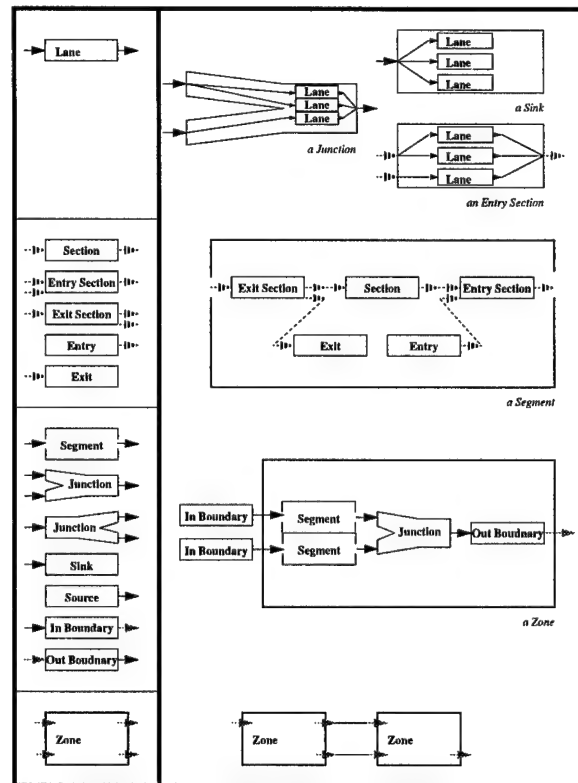 Lane
Lane
Lane
Lane
a Junction
Lane
Lane
Lane
a Sink
Lane
Lane
Lane
an Entry Section
Section
Entry Section
Exit Section
Entry
Exit
Exit Section Section Entry Section
Exit Entry
a Segment
Segment
Junction
Junction
Sink
Source
In Boundary
Out Boudnary
In Boundary Segment Junction Out Boudnary
In Boundary Segment
a Zone
Zone
Zone Zone